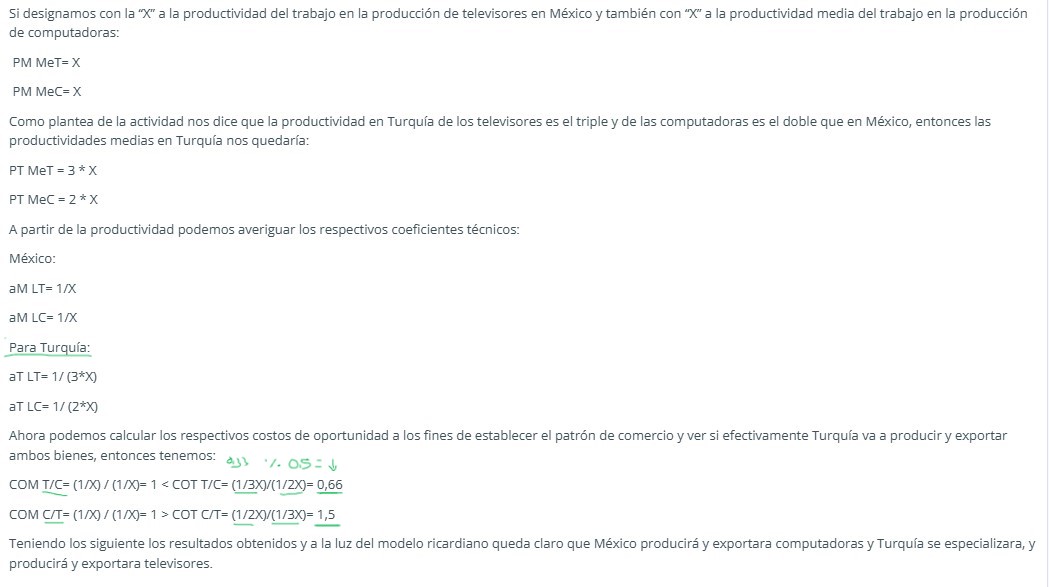 Si designamos con la “X” a la productividad del trabajo en la producción de televisores en México y también con “X” a la productividad media del trabajo en la producción
de computadoras:
PM MeT= X
PM MeC= X
Como plantea de la actividad nos dice que la productividad en Turquía de los televisores es el triple y de las computadoras es el doble que en México, entonces las
productividades medias en Turquía nos quedaría:
PT MeT = 3 * X
PT MeC = 2 * X
A partir de la productividad podemos averiguar los respectivos coeficientes técnicos:
México:
aM LT= 1/X
aM LC= 1/X
Para Turquía:
aT LT= 1/ (3*X)
aT LC= 1/ (2*X)
Ahora podemos calcular los respectivos costos de oportunidad a los fines de establecer el patrón de comercio y ver si efectivamente Turquía va a producir y exportar
ambos bienes, entonces tenemos:
0.5 = ↓
COM T/C= (1/X) / (1/X)= 1 < COT T/C= (1/3X)/(1/2X)= 0,66
COM C/T= (1/X) / (1/X)= 1 > COT C/T= (1/2X)/(1/3X)= 1,5
Teniendo los siguiente los resultados obtenidos y a la luz del modelo ricardiano queda claro que México producirá y exportara computadoras y Turquía se especializara, y
producirá y exportara televisores.